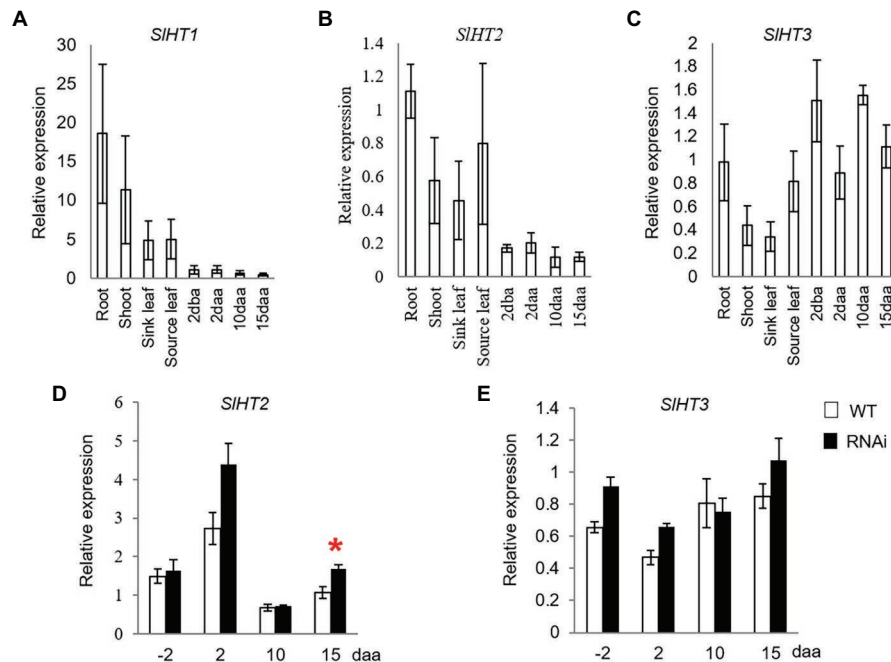 A
SlHT1
Relative expression
30
25
20
15
10
5
0
Root
Shoot
Sink leaf
Source leaf
2dba
2daa
10daa
15daa
B
SlHT2
Relative expression
1.4
1.2
1
0.8
0.6
0.4
0.2
0
Root
Shoot
Sink leaf
Source leaf
2dba
2daa
10daa
15daa
C
SlHT3
Relative expression
2
1.8
1.6
1.4
1.2
1
0.8
0.6
0.4
0.2
0
Root
Shoot
Sink leaf
Source leaf
2dba
2daa
10daa
15daa
D
SlHT2
Relative expression
6
5
4
3
2
1
0
*
-2 2 10 15 daa
E
SlHT3
Relative expression
1.4
1.2
1
0.8
0.6
0.4
0.2
0
-2 2 10 15 daa
WT
RNAi